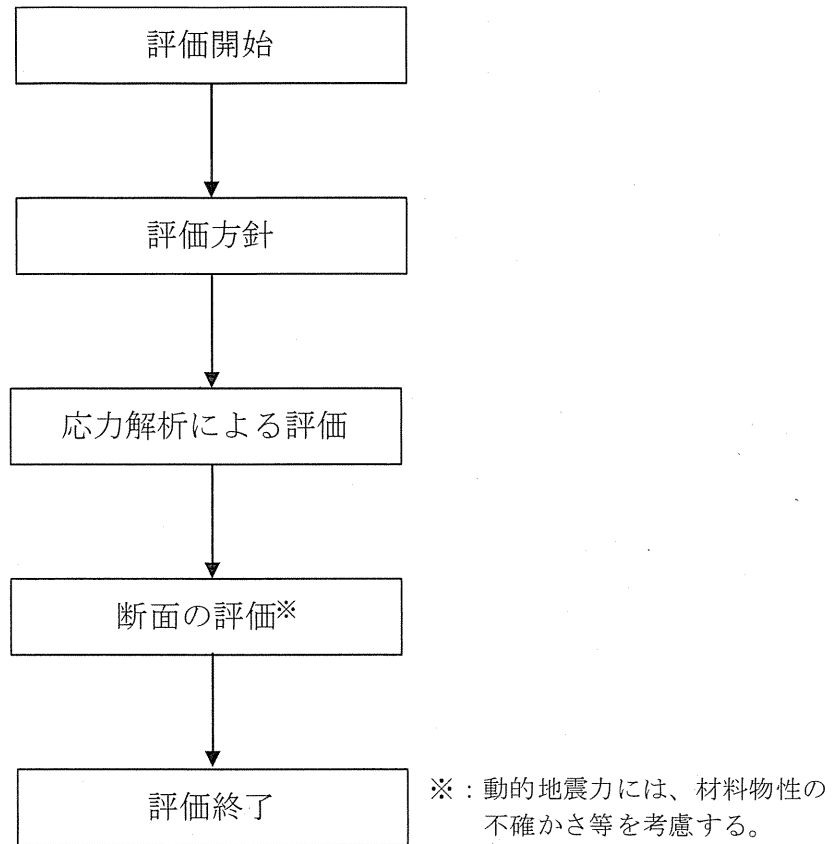 評価開始
評価方針
応力解析による評価
断面の評価※
評価終了
※：動的地震力には、材料物性の
不確かさ等を考慮する。